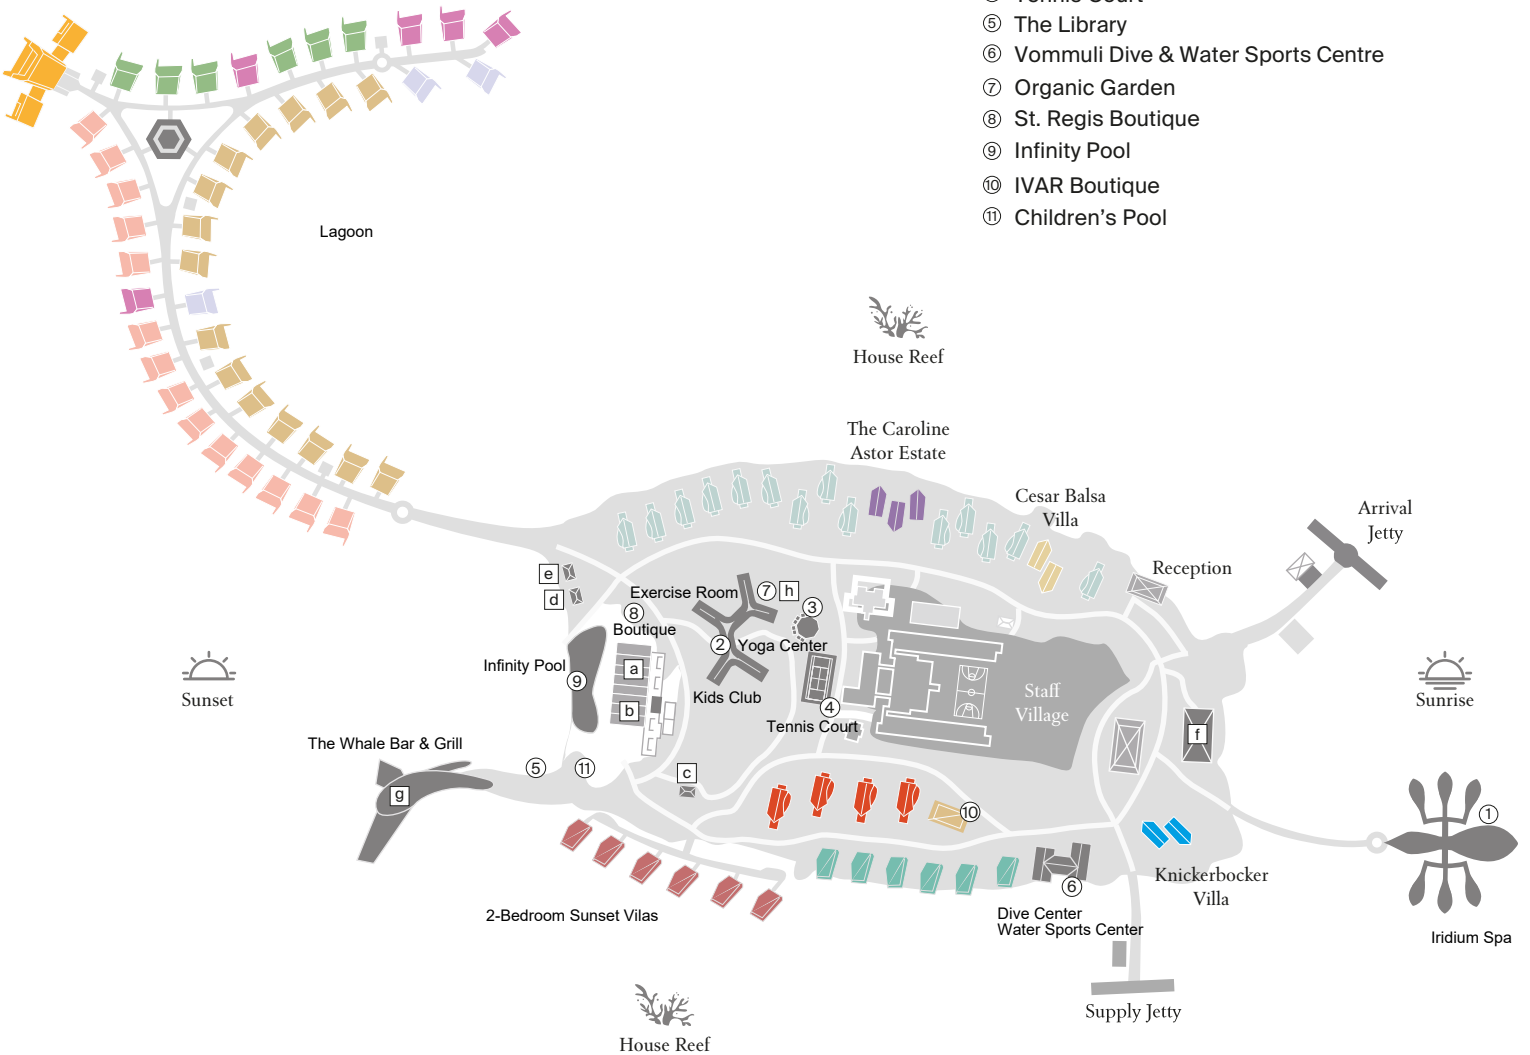 Tennis Court
⑤ The Library
⑥ Vommuli Dive & Water Sports Centre
⑦ Organic Garden
⑧ St. Regis Boutique
⑨ Infinity Pool
⑩ IVAR Boutique
⑪ Children's Pool
Lagoon
House Reef
The Caroline
Astor Estate
Cesar Balsa
Villa
Arrival
Jetty
Reception
e
d
Exercise Room
⑦
h
③
⑧
Boutique
②
Yoga Center
Infinity Pool
⑨
a
b
Kids Club
④
Tennis Court
Staff
Village
f
Sunset
Sunrise
The Whale Bar & Grill
g
⑤
⑪
c
⑩
①
⑥
Knickerbocker
Villa
2-Bedroom Sunset Vilas
Dive Center
Water Sports Center
Iridium Spa
Supply Jetty
House Reef